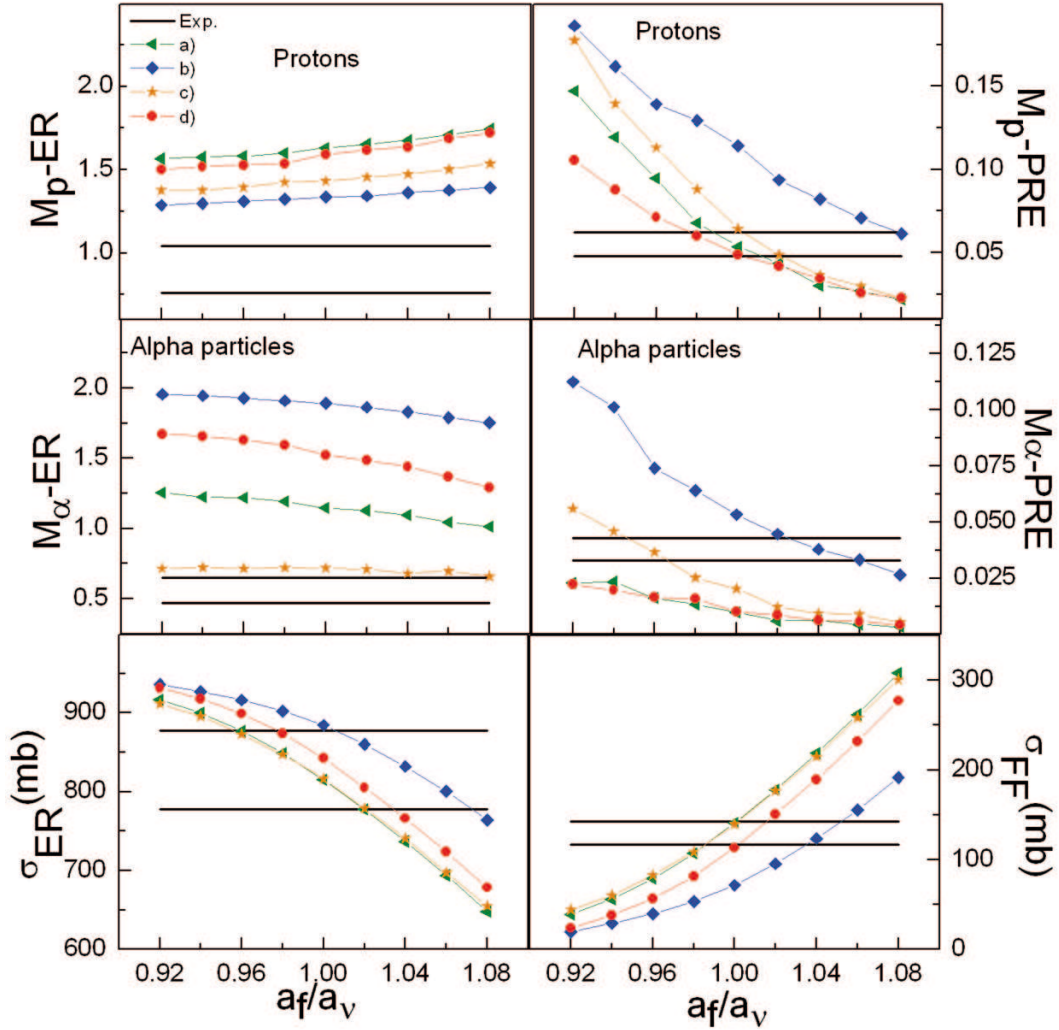 Exp.
a)
b)
c)
d)
Protons
Protons
2.0
1.5
1.0
Mp-ER
0.15
0.10
0.05
Mp-PRE
Alpha particles
Alpha particles
2.0
1.5
1.0
0.5
Mα-ER
0.125
0.100
0.075
0.050
0.025
Mα-PRE
900
800
700
600
σER(mb)
300
200
100
0
σFF(mb)
0.92 0.96 1.00 1.04 1.08
0.92 0.96 1.00 1.04 1.08
af/aν
af/aν